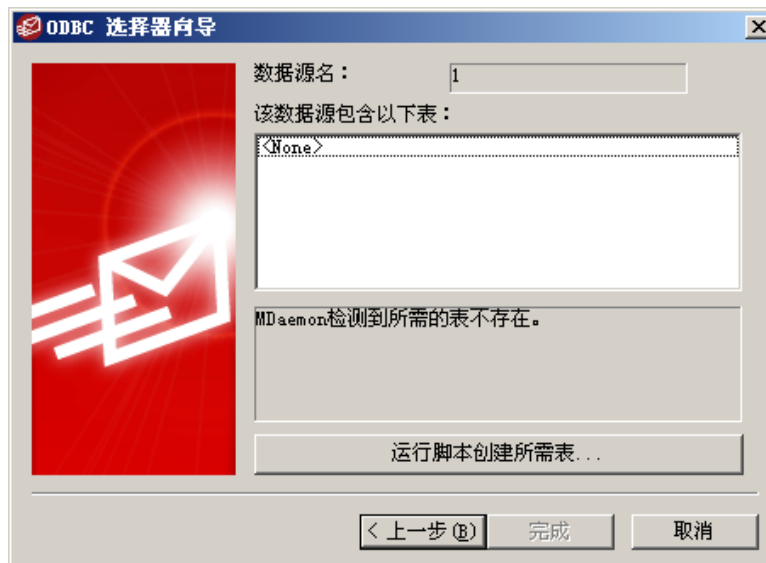 ODBC 选择器向导
数据源名：
1
该数据源包含以下表：
<None>
MDaemon检测到所需的表不存在。
运行脚本创建所需表...
< 上一步(B)
完成
取消